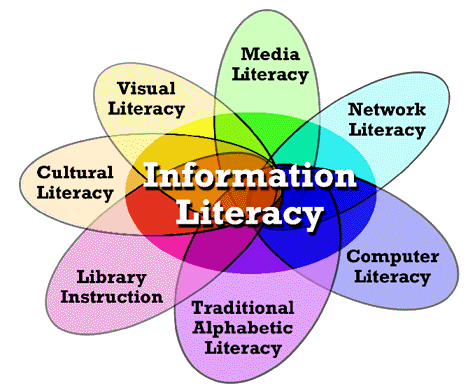 Media
Literacy
Visual
Literacy
Network
Literacy
Cultural
Literacy
Information
Literacy
Computer
Literacy
Library
Instruction
Traditional
Alphabetic
Literacy